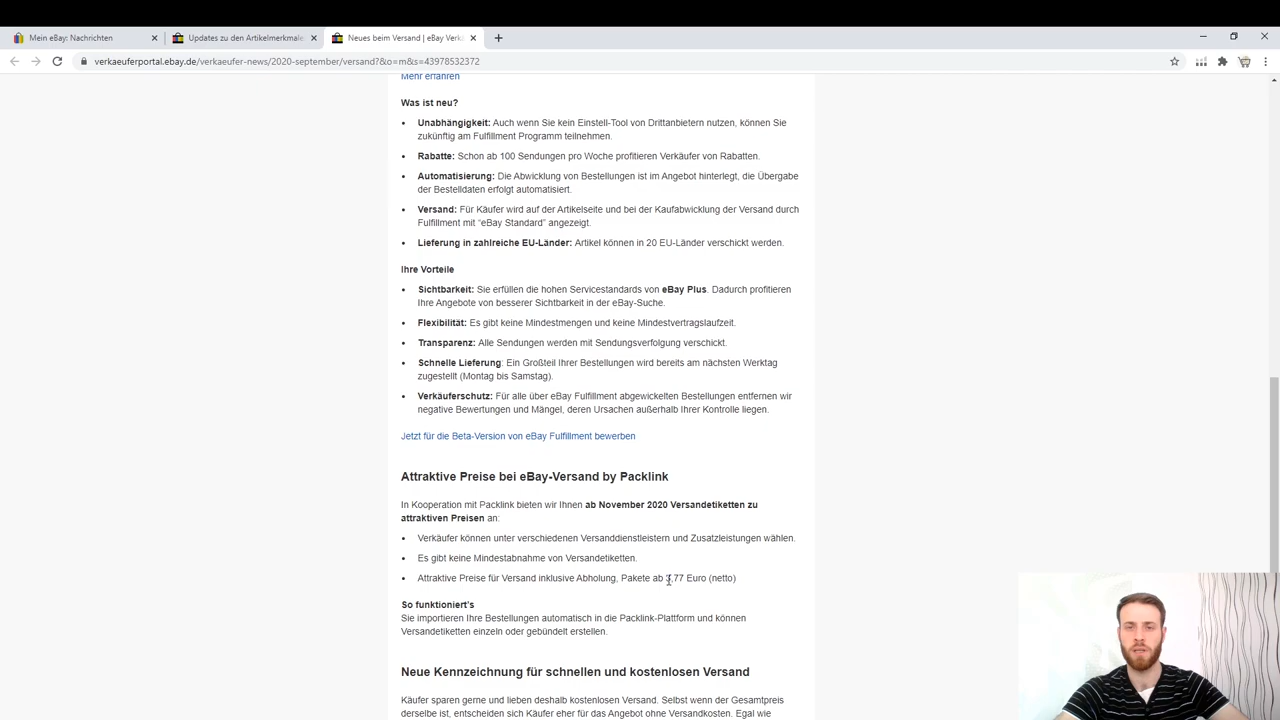 Mein eBay: Nachrichten
Updates zu den Artikelmerkmale
Neues beim Versand | eBay Verkä
verkaeuferportal.ebay.de/verkaeufer-news/2020-september/versand?&o=m&s=43978532372
Mehr erfahren
Was ist neu?
• Unabhängigkeit: Auch wenn Sie kein Einstell-Tool von Drittanbietern nutzen, können Sie
zukünftig am Fulfillment Programm teilnehmen.
• Rabatte: Schon ab 100 Sendungen pro Woche profitieren Verkäufer von Rabatten.
• Automatisierung: Die Abwicklung von Bestellungen ist im Angebot hinterlegt, die Übergabe
der Bestelldaten erfolgt automatisiert.
• Versand: Für Käufer wird auf der Artikelseite und bei der Kaufabwicklung der Versand durch
Fulfillment mit “eBay Standard” angezeigt.
• Lieferung in zahlreiche EU-Länder: Artikel können in 20 EU-Länder verschickt werden.
Ihre Vorteile
• Sichtbarkeit: Sie erfüllen die hohen Servicestandards von eBay Plus. Dadurch profitieren
Ihre Angebote von besserer Sichtbarkeit in der eBay-Suche.
• Flexibilität: Es gibt keine Mindestmengen und keine Mindestvertragslaufzeit.
• Transparenz: Alle Sendungen werden mit Sendungsverfolgung verschickt.
• Schnelle Lieferung: Ein Großteil Ihrer Bestellungen wird bereits am nächsten Werktag
zugestellt (Montag bis Samstag).
• Verkäuferschutz: Für alle über eBay Fulfillment abgewickelten Bestellungen entfernen wir
negative Bewertungen und Mängel, deren Ursachen außerhalb Ihrer Kontrolle liegen.
Jetzt für die Beta-Version von eBay Fulfillment bewerben
Attraktive Preise bei eBay-Versand by Packlink
In Kooperation mit Packlink bieten wir Ihnen ab November 2020 Versandetiketten zu
attraktiven Preisen an:
• Verkäufer können unter verschiedenen Versanddienstleistern und Zusatzleistungen wählen.
• Es gibt keine Mindestabnahme von Versandetiketten.
• Attraktive Preise für Versand inklusive Abholung, Pakete ab 3,77 Euro (netto)
So funktioniert's
Sie importieren Ihre Bestellungen automatisch in die Packlink-Plattform und können
Versandetiketten einzeln oder gebündelt erstellen.
Neue Kennzeichnung für schnellen und kostenlosen Versand
Käufer sparen gerne und lieben deshalb kostenlosen Versand. Selbst wenn der Gesamtpreis
derselbe ist, entscheiden sich Käufer eher für das Angebot ohne Versandkosten. Egal wie